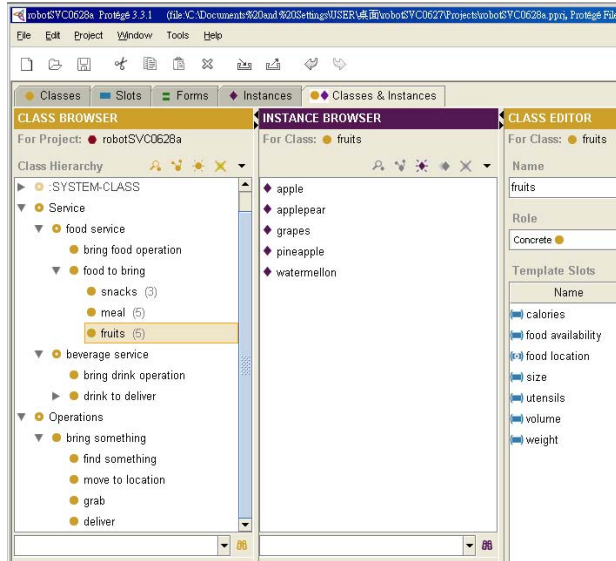 robotSVC0628a Protégé 3.3.1 (file:\C:\Documents%20and%20Settings\USER\桌面\robotSVC0627\Projects\robotSVC0628a.pprj, Protégé File
File Edit Project Window Tools Help
Classes Slots Forms Instances Classes & Instances
CLASS BROWSER
For Project: robotSVC0628a
Class Hierarchy
:SYSTEM-CLASS
Service
food service
bring food operation
food to bring
snacks (3)
meal (5)
fruits (5)
beverage service
bring drink operation
drink to deliver
Operations
bring something
find something
move to location
grab
deliver
INSTANCE BROWSER
For Class: fruits
apple
applepear
grapes
pineapple
watermellon
CLASS EDITOR
For Class: fruits
Name
fruits
Role
Concrete
Template Slots
Name
calories
food availability
food location
size
utensils
volume
weight